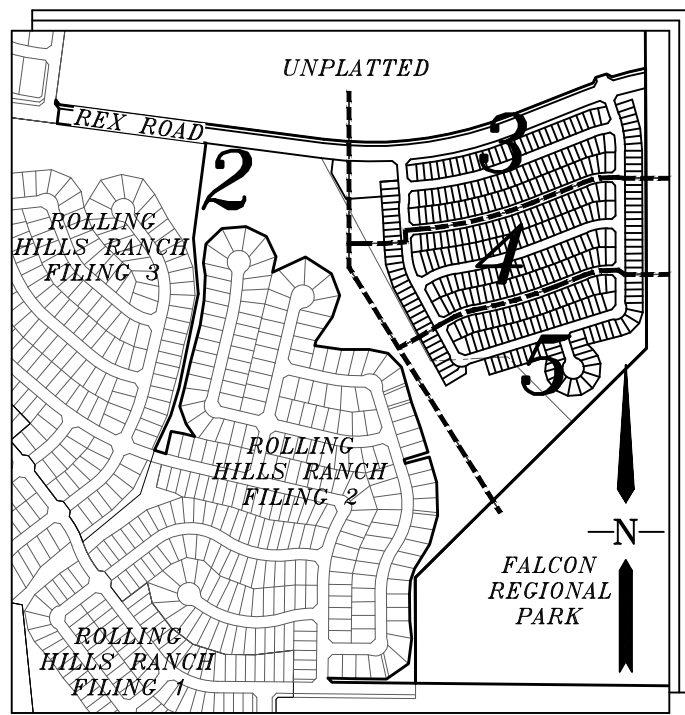 UNPLATTED
REX ROAD
3
2
ROLLING
HILLS RANCH
FILING 3
4
5
ROLLING
HILLS RANCH
FILING 2
N
FALCON
REGIONAL
PARK
ROLLING
HILLS RANCH
FILING 1